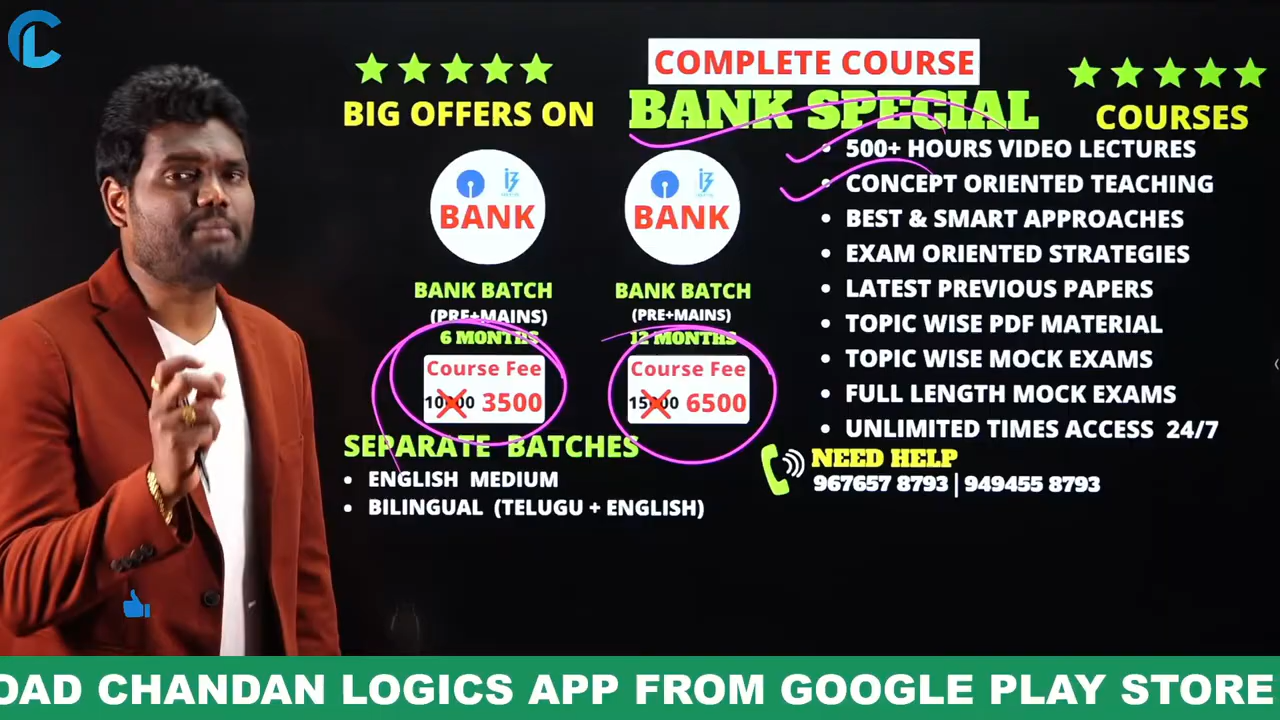 COMPLETE COURSE
BIG OFFERS ON
BANK SPECIAL
COURSES
BANK
BANK BATCH
(PRE+MAINS)
6 MONTHS
Course Fee
10000 3500
BANK
BANK BATCH
(PRE+MAINS)
12 MONTHS
Course Fee
15000 6500
• 500+ HOURS VIDEO LECTURES
• CONCEPT ORIENTED TEACHING
• BEST & SMART APPROACHES
• EXAM ORIENTED STRATEGIES
• LATEST PREVIOUS PAPERS
• TOPIC WISE PDF MATERIAL
• TOPIC WISE MOCK EXAMS
• FULL LENGTH MOCK EXAMS
• UNLIMITED TIMES ACCESS 24/7
SEPARATE BATCHES
• ENGLISH MEDIUM
• BILINGUAL (TELUGU + ENGLISH)
NEED HELP
967657 8793 | 949455 8793
OAD CHANDAN LOGICS APP FROM GOOGLE PLAY STORE